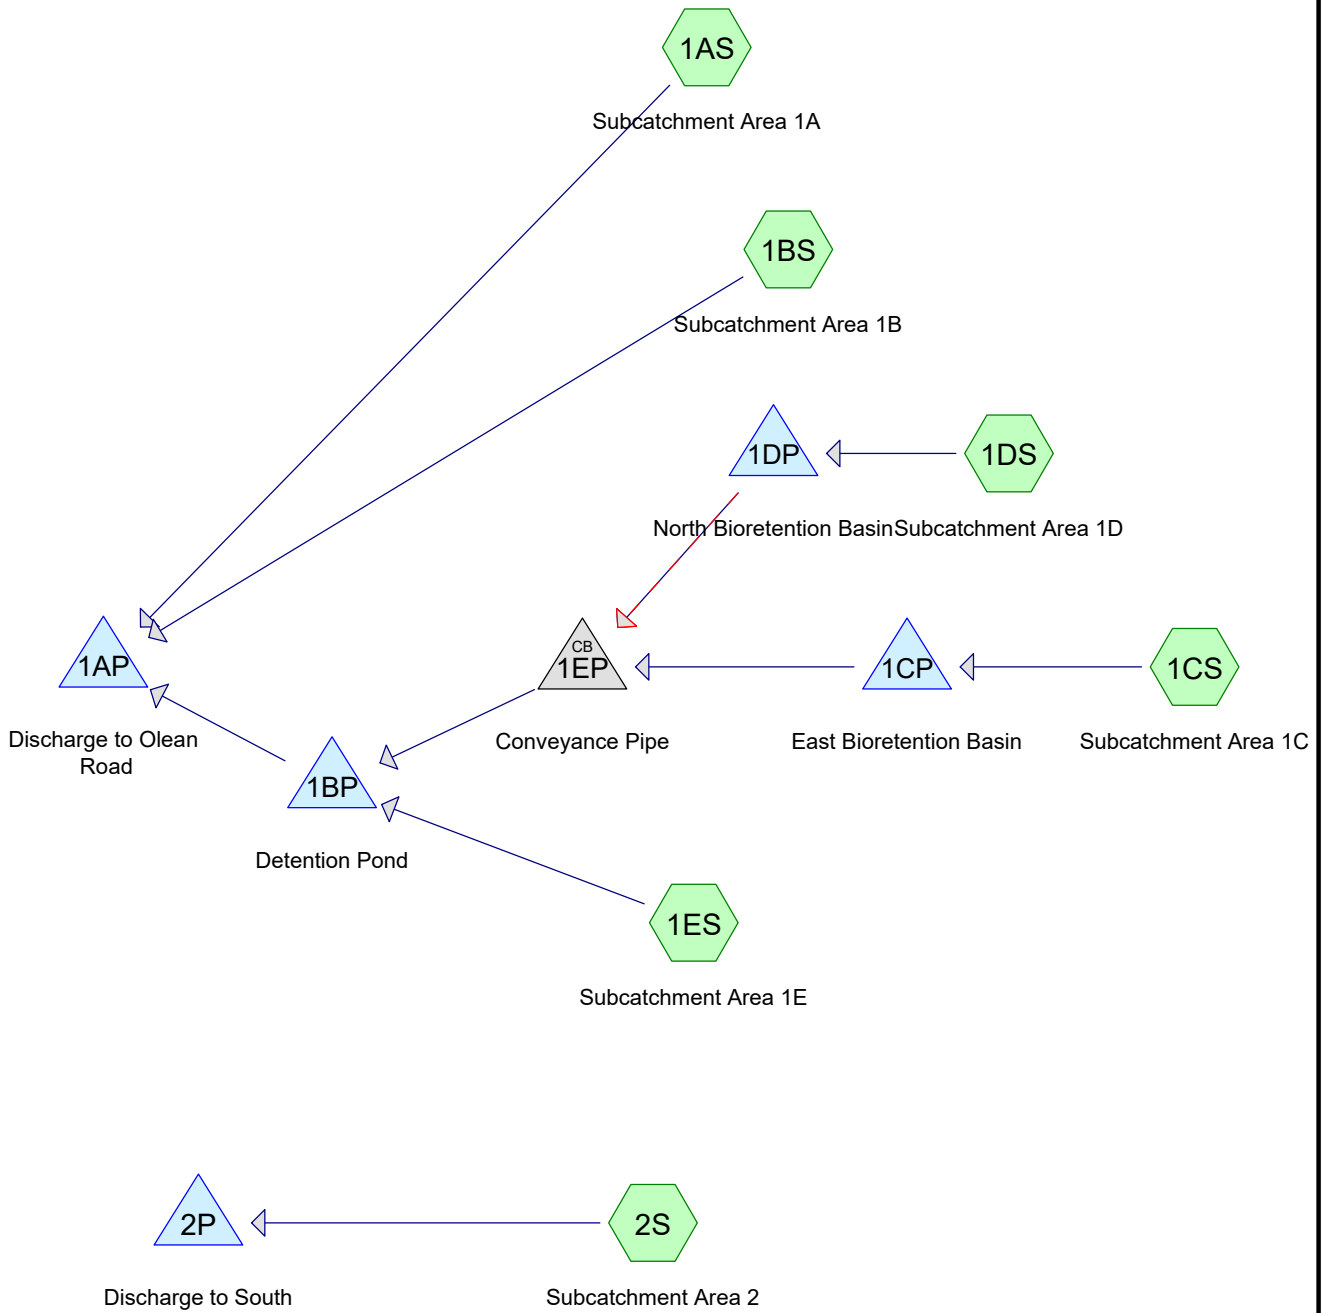 1AS
Subcatchment Area 1A
1BS
Subcatchment Area 1B
1DP
1DS
North Bioretention Basin
Subcatchment Area 1D
1AP
CB
1EP
1CP
1CS
Discharge to Olean
Road
Conveyance Pipe
East Bioretention Basin
Subcatchment Area 1C
1BP
Detention Pond
1ES
Subcatchment Area 1E
2P
2S
Discharge to South
Subcatchment Area 2